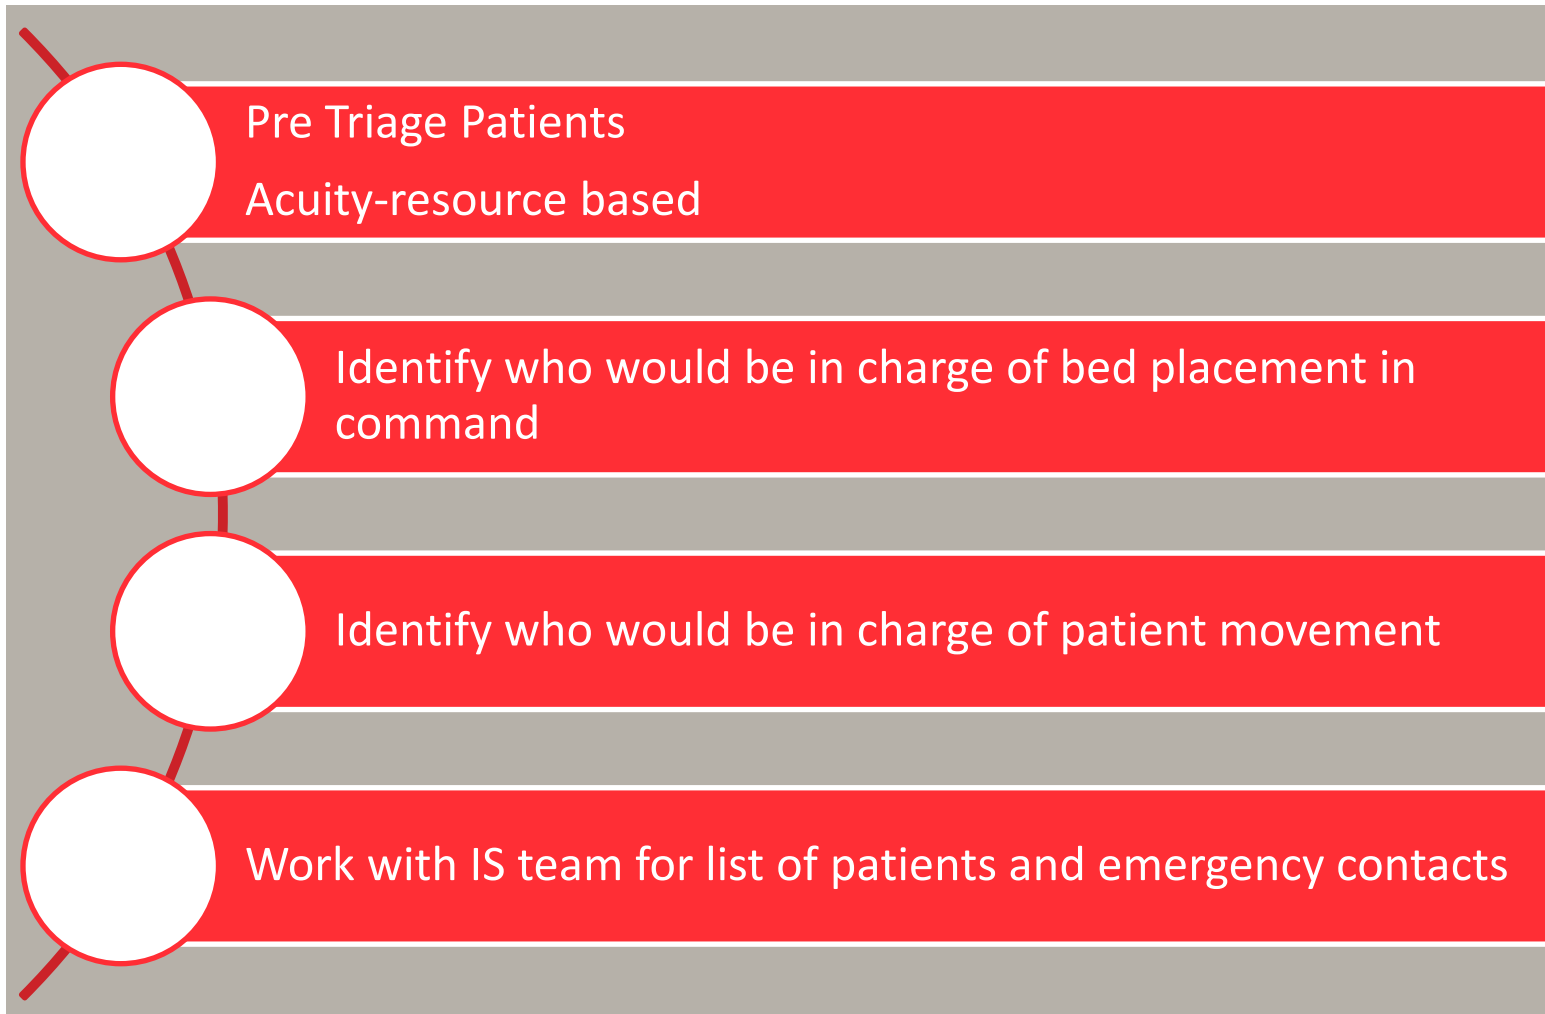 Pre Triage Patients
Acuity-resource based
Identify who would be in charge of bed placement in
command
Identify who would be in charge of patient movement
Work with IS team for list of patients and emergency contacts